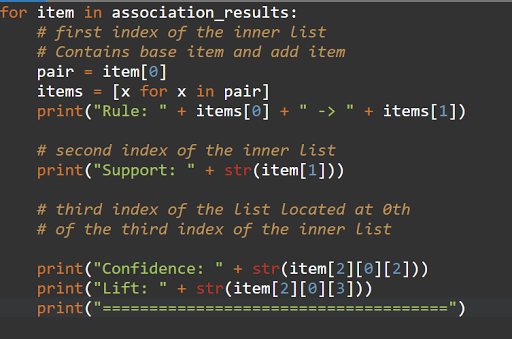 for item in association_results:
# first index of the inner list
# Contains base item and add item
pair = item[0]
items = [x for x in pair]
print("Rule: " + items[0] + " -> " + items[1])
# second index of the inner list
print("Support: " + str(item[1]))
# third index of the list located at 0th
# of the third index of the inner list
print("Confidence: " + str(item[2][0][2]))
print("Lift: " + str(item[2][0][3]))
print("=====================================")